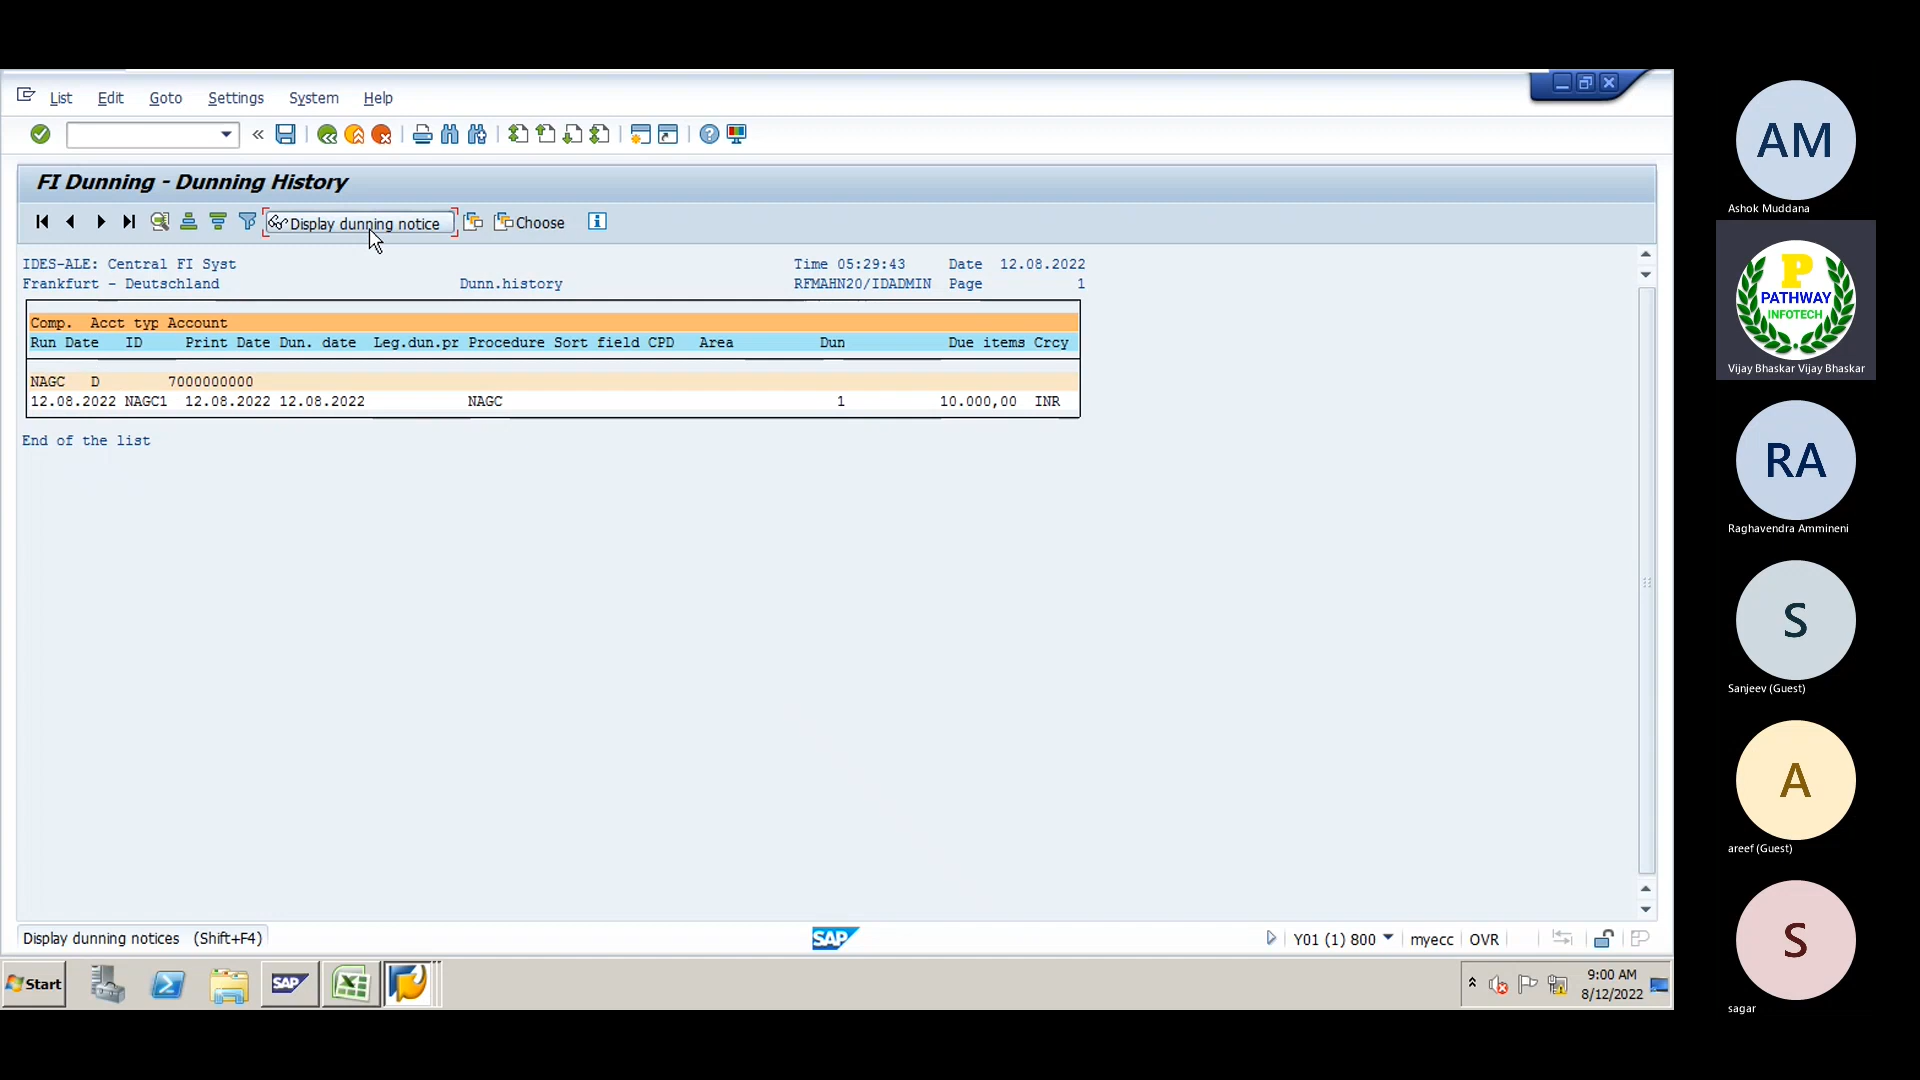 List Edit Goto Settings System Help
FI Dunning - Dunning History
Display dunning notice Choose
IDES-ALE: Central FI Syst Time 05:29:43 Date 12.08.2022
Frankfurt - Deutschland Dunn.history RFMAHN20/IDADMIN Page 1
Comp. Acct typ Account
Run Date ID Print Date Dun. date Leg.dun.pr Procedure Sort field CPD Area Dun Due items Crcy
NAGC D 7000000000
12.08.2022 NAGC1 12.08.2022 12.08.2022 NAGC 1 10.000,00 INR
End of the list
Display dunning notices (Shift+F4) SAP Y01 (1) 800 myecc OVR
Start SAP 9:00 AM
8/12/2022
AM
Ashok Muddana
P
PATHWAY
INFOTECH
Vijay Bhaskar Vijay Bhaskar
RA
Raghavendra Ammineni
S
Sanjeev (Guest)
A
areef (Guest)
S
sagar